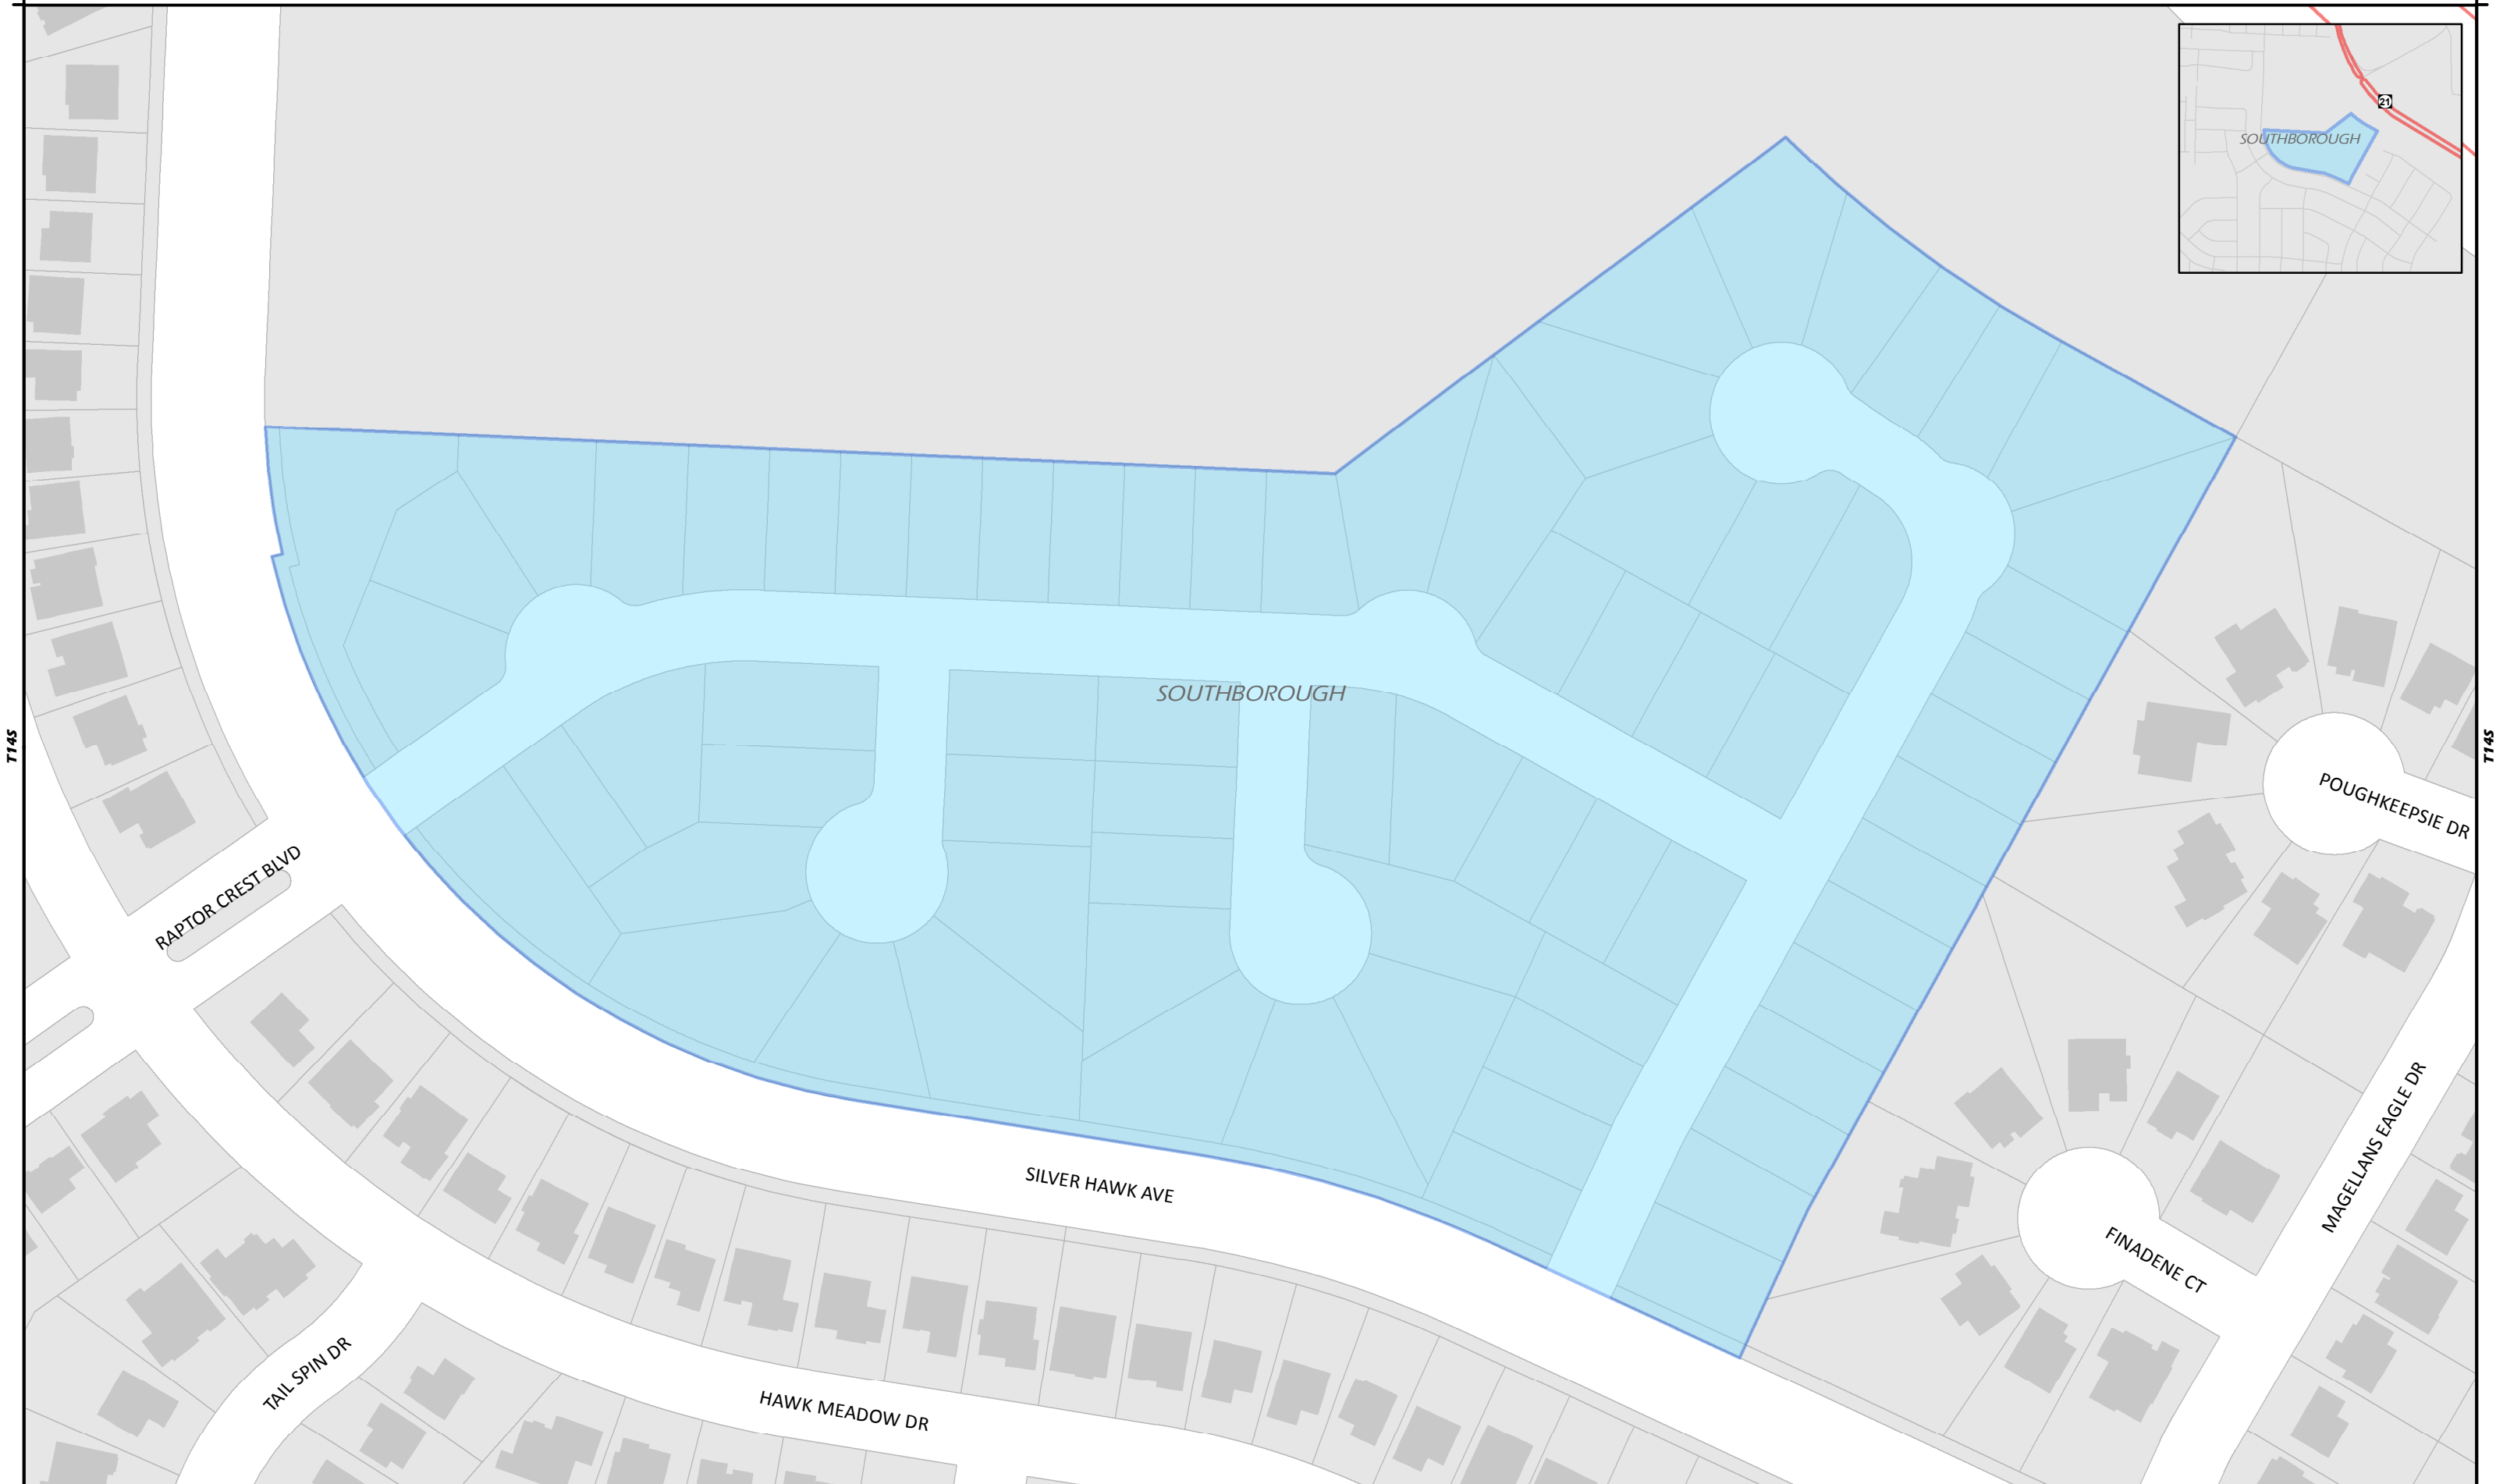 21
SOUTHBOROUGH
T14S
T14S
SOUTHBOROUGH
POUGHKEEPSIE DR
RAPTOR CREST BLVD
MAGELLANS EAGLE DR
SILVER HAWK AVE
FINADENE CT
TAIL SPIN DR
HAWK MEADOW DR